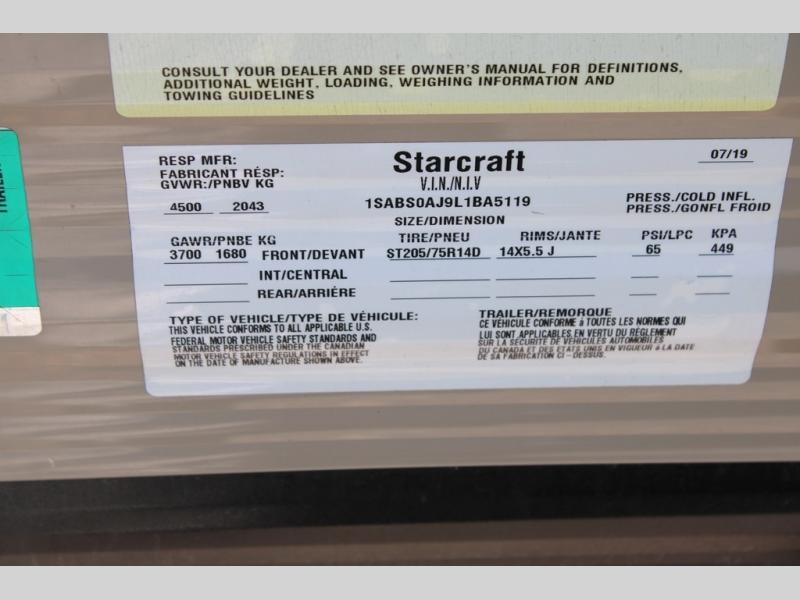 CONSULT YOUR DEALER AND SEE OWNER'S MANUAL FOR DEFINITIONS,
ADDITIONAL WEIGHT, LOADING, WEIGHING INFORMATION AND
TOWING GUIDELINES
TRAILER
RESP MFR: Starcraft 07/19
FABRICANT RÉSP: V.I.N./N.I.V
GVWR:/PNBV KG
4500 2043 1SABS0AJ9L1BA5119 PRESS./COLD INFL.
SIZE/DIMENSION PRESS./GONFL FROID
GAWR/PNBE KG TIRE/PNEU RIMS/JANTE PSI/LPC KPA
3700 1680 FRONT/DEVANT ST205/75R14D 14X5.5 J 65 449
INT/CENTRAL
REAR/ARRIÈRE
TYPE OF VEHICLE/TYPE DE VÉHICULE: TRAILER/REMORQUE
THIS VEHICLE CONFORMS TO ALL APPLICABLE U.S.
FEDERAL MOTOR VEHICLE SAFETY STANDARDS AND
STANDARDS PRESCRIBED UNDER THE CANADIAN
MOTOR VEHICLE SAFETY REGULATIONS IN EFFECT
ON THE DATE OF MANUFACTURE SHOWN ABOVE.
CE VÉHICULE CONFORME à TOUTES LES NORMES QUI
LUI SONT APPLICABLES EN VERTU DU RÉGLEMENT
SUR LA SECURITE DE VEHICULES AUTOMOBILES
DU CANADA ET DES ETATS UNIS EN VIGUEUR à LA DATE
DE SA FABRICATION CI-DESSUS.